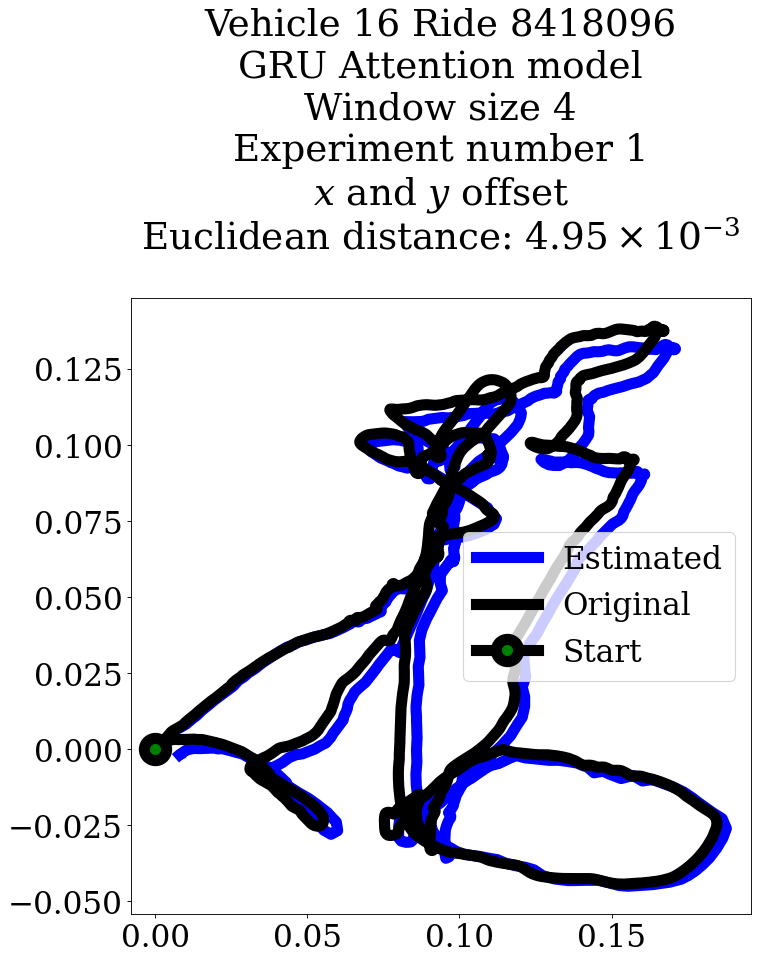 Vehicle 16 Ride 8418096
GRU Attention model
Window size 4
Experiment number 1
x and y offset
Euclidean distance: 4.95 × 10⁻³
0.125
0.100
0.075
0.050
0.025
0.000
−0.025
−0.050
Estimated
Original
Start
0.00 0.05 0.10 0.15